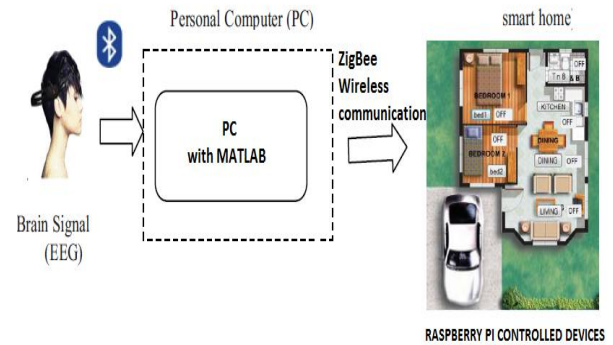 Personal Computer (PC)
smart home
ZigBee
Wireless
communication
PC
with MATLAB
Brain Signal
(EEG)
OFF
T n B & B
BEDROOM 1
bed1 OFF
KITCHEN
OFF
OFF
DINING
BEDROOM 2
DINING OFF
bed2
LIVING OFF
RASPBERRY PI CONTROLLED DEVICES